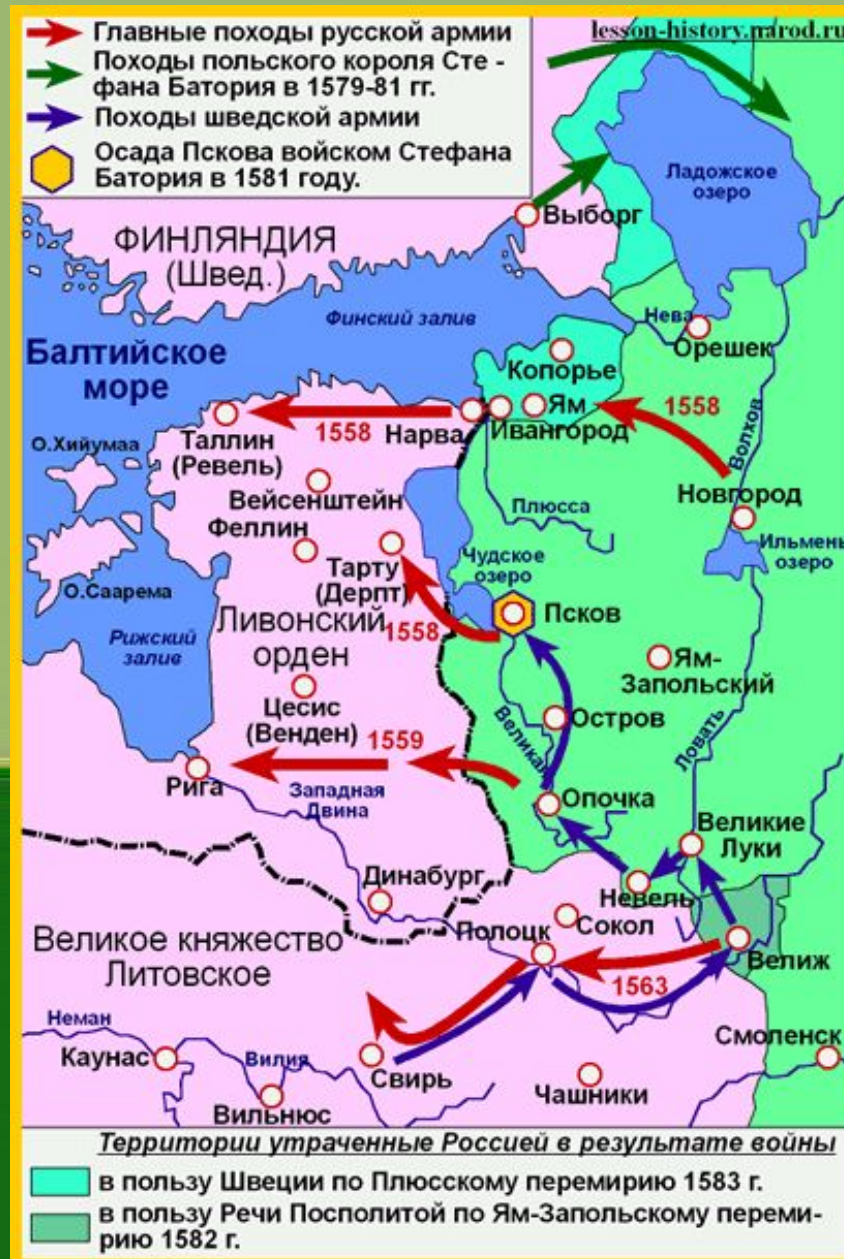 lesson-history.narod.ru
Главные походы русской армии
Походы польского короля Сте -
фана Батория в 1579-81 гг.
Походы шведской армии
Осада Пскова войском Стефана
Батория в 1581 году.
Ладожское
озеро
Выборг
ФИНЛЯНДИЯ
(Швед.)
Финский залив
Нева
Орешек
Балтийское
море
Копорье
Ям
1558
Нарва
Ивангород
1558
Таллин
(Ревель)
О.Хийумаа
Волхов
Новгород
Вейсенштейн
Плюсса
Феллин
Ильмень
озеро
Чудское
озеро
Тарту
(Дерпт)
О.Саарема
Псков
Ливонский
орден
1558
Рижский
залив
Ям-
Запольский
Цесис
(Венден)
Остров
Великая
Ловать
1559
Рига
Западная
Двина
Опочка
Великие
Луки
Динабург
Невель
Сокол
Полоцк
Великое княжество
Литовское
Велиж
1563
Неман
Каунас
Вилия
Свирь
Смоленск
Чашники
Вильнюс
Территории утраченные Россией в результате войны
в пользу Швеции по Плюсскому перемирию 1583 г.
в пользу Речи Посполитой по Ям-Запольскому переми-
рию 1582 г.